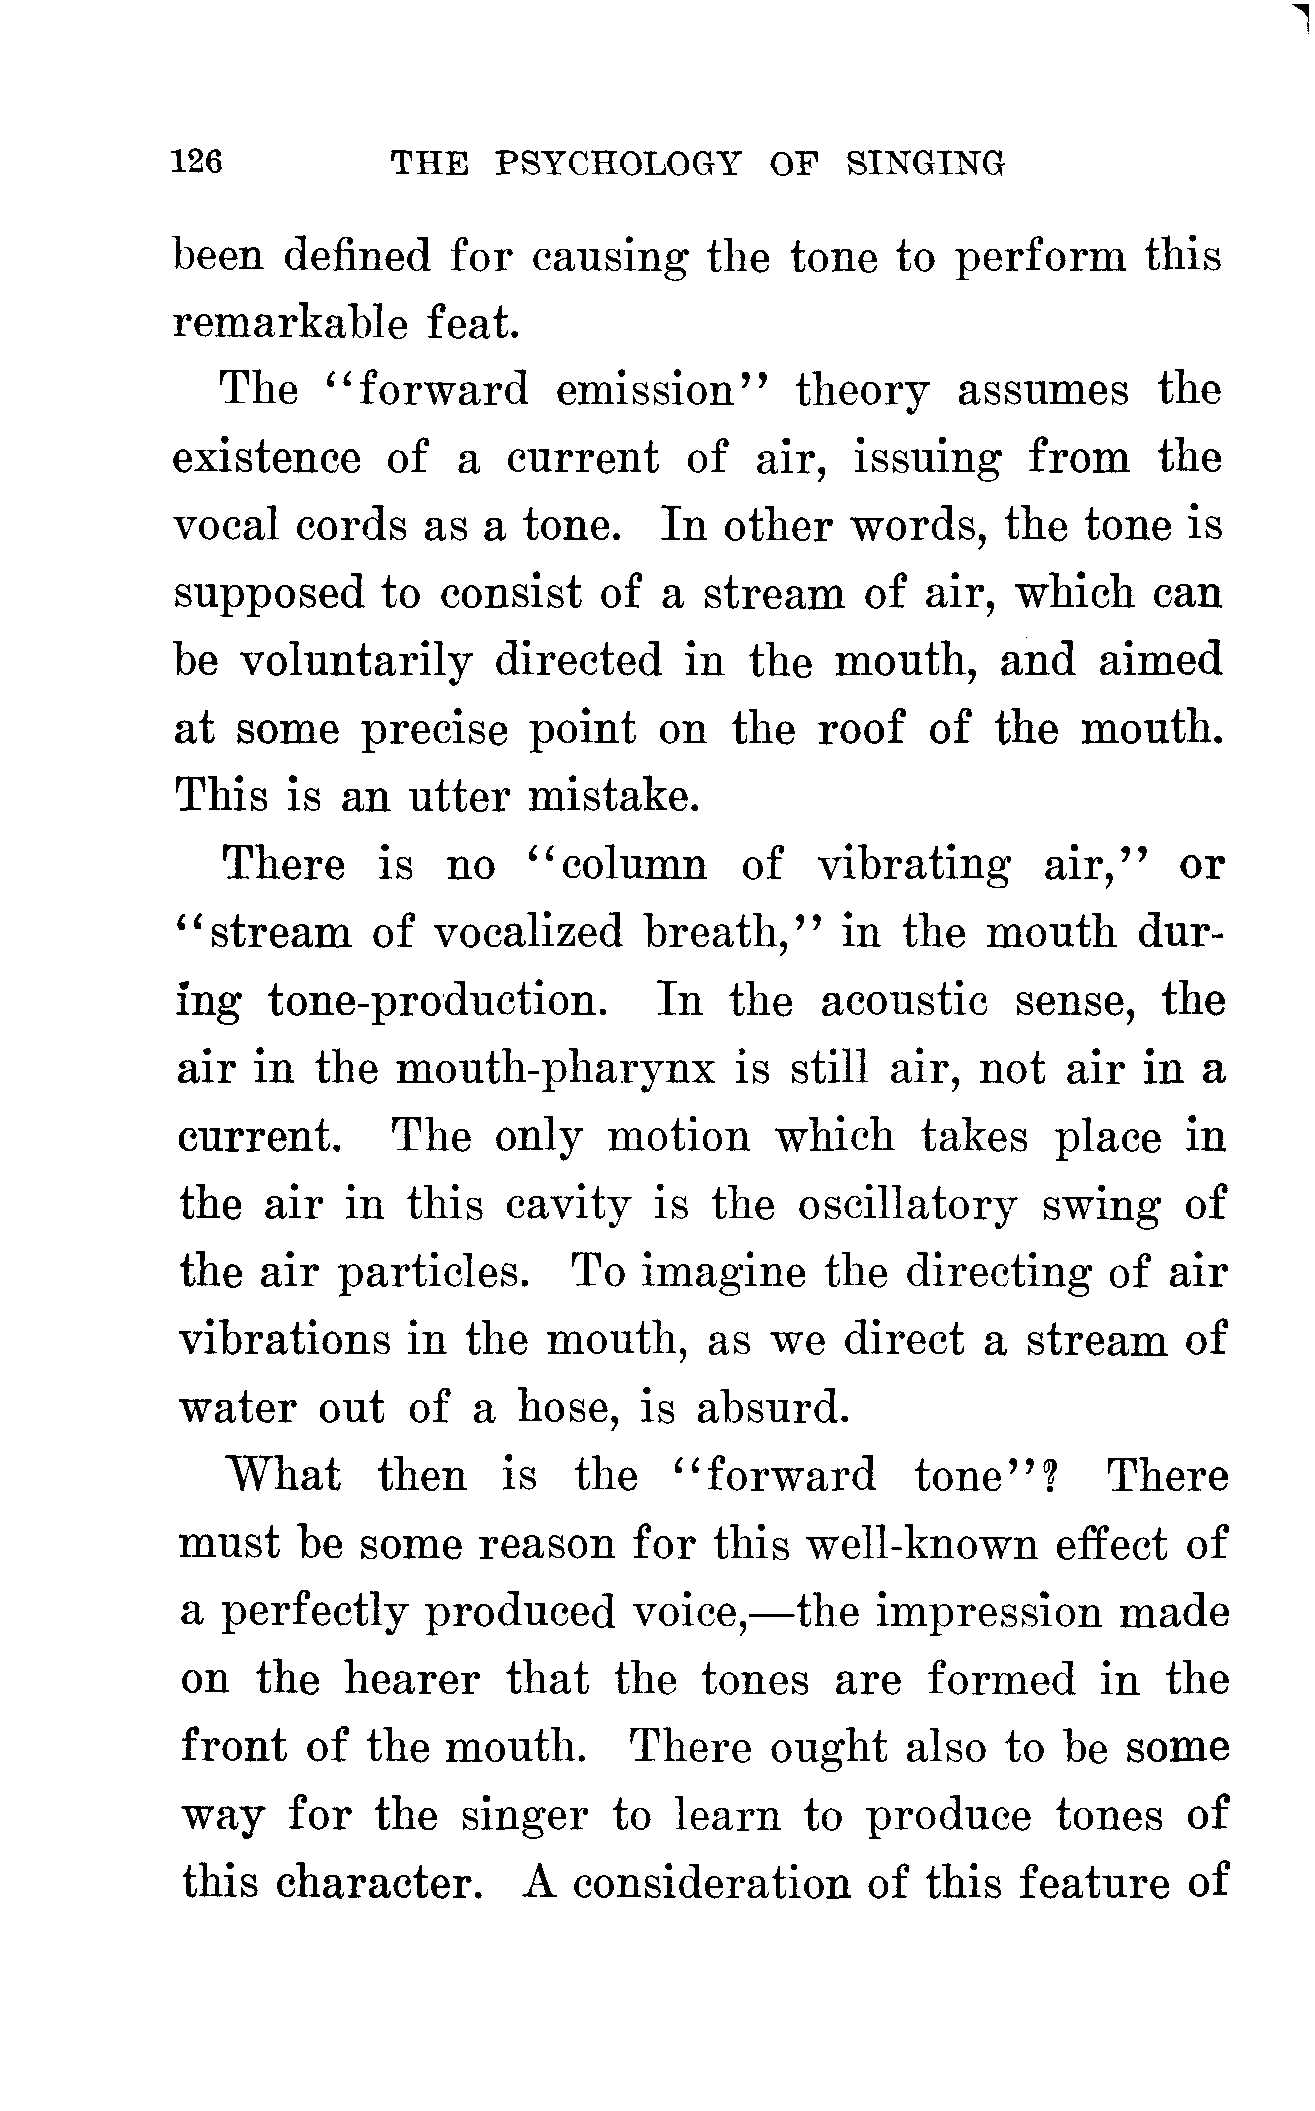 126 THE PSYCHOLOGY OF SINGING
been defined for causing the tone to perform this
remarkable feat.
The "forward emission" theory assumes the
existence of a current of air, issuing from the
vocal cords as a tone. In other words, the tone is
supposed to consist of a stream of air, which can
be voluntarily directed in the mouth, and aimed
at some precise point on the roof of the mouth.
This is an utter mistake.
There is no "column of vibrating air," or
"stream of vocalized breath," in the mouth dur-
ing tone-production. In the acoustic sense, the
air in the mouth-pharynx is still air, not air in a
current. The only motion which takes place in
the air in this cavity is the oscillatory swing of
the air particles. To imagine the directing of air
vibrations in the mouth, as we direct a stream of
water out of a hose, is absurd.
What then is the "forward tone"? There
must be some reason for this well-known effect of
a perfectly produced voice,—the impression made
on the hearer that the tones are formed in the
front of the mouth. There ought also to be some
way for the singer to learn to produce tones of
this character. A consideration of this feature of